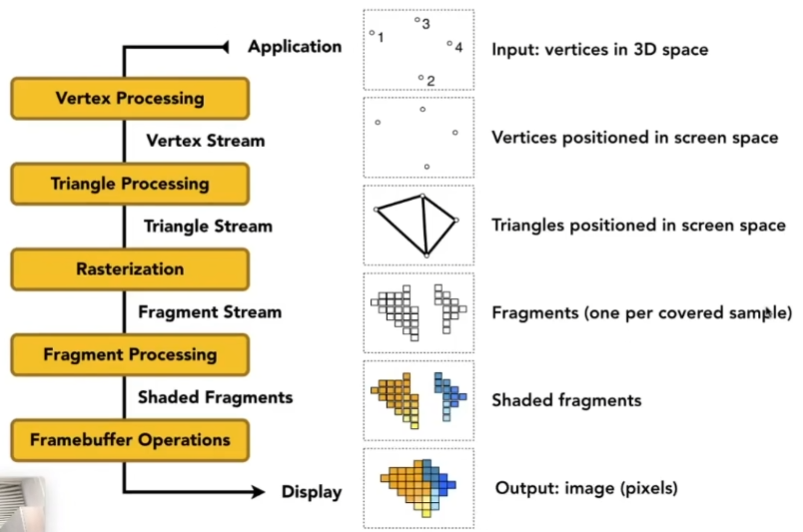 Application
1
3
4
2
Input: vertices in 3D space
Vertex Processing
Vertex Stream
Vertices positioned in screen space
Triangle Processing
Triangle Stream
Triangles positioned in screen space
Rasterization
Fragment Stream
Fragments (one per covered sample)
Fragment Processing
Shaded Fragments
Shaded fragments
Framebuffer Operations
Display
Output: image (pixels)